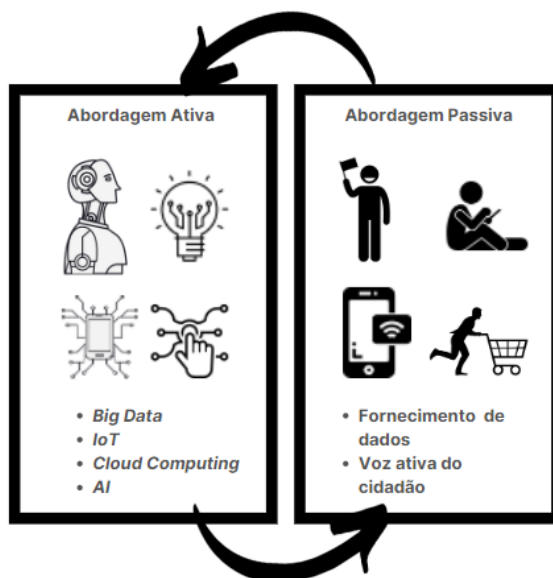 Abordagem Ativa
• Big Data
• IoT
• Cloud Computing
• AI
Abordagem Passiva
• Fornecimento de
dados
• Voz ativa do
cidadão